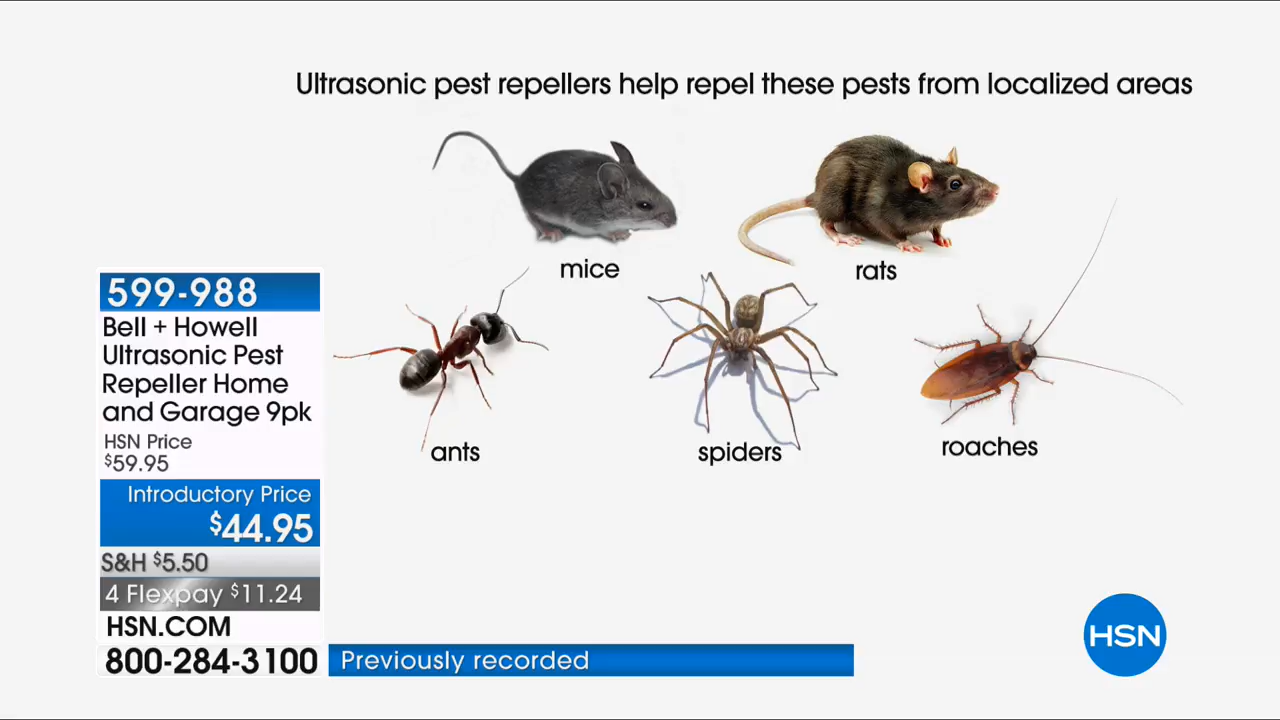 Ultrasonic pest repellers help repel these pests from localized areas
mice
rats
ants
spiders
roaches
599-988
Bell + Howell
Ultrasonic Pest
Repeller Home
and Garage 9pk
HSN Price
$59.95
Introductory Price
$44.95
S&H $5.50
4 Flexpay $11.24
HSN.COM
800-284-3100
Previously recorded
HSN